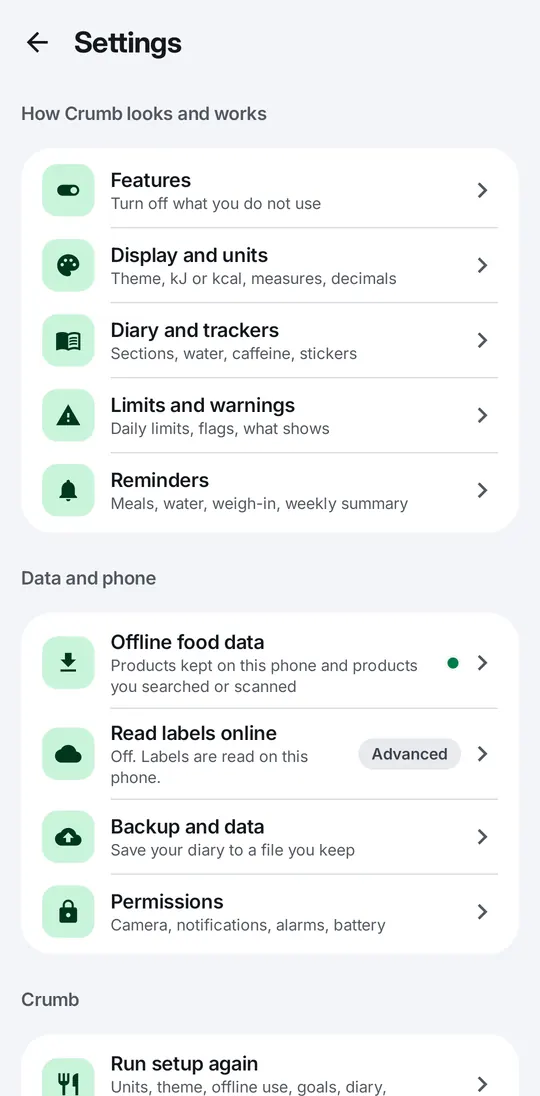 Settings
How Crumb looks and works
Features
Turn off what you do not use
Display and units
Theme, kJ or kcal, measures, decimals
Diary and trackers
Sections, water, caffeine, stickers
Limits and warnings
Daily limits, flags, what shows
Reminders
Meals, water, weigh-in, weekly summary
Data and phone
Offline food data
Products kept on this phone and products
you searched or scanned
Read labels online
Off. Labels are read on this
phone.
Advanced
Backup and data
Save your diary to a file you keep
Permissions
Camera, notifications, alarms, battery
Crumb
Run setup again
Units, theme, offline use, goals, diary,